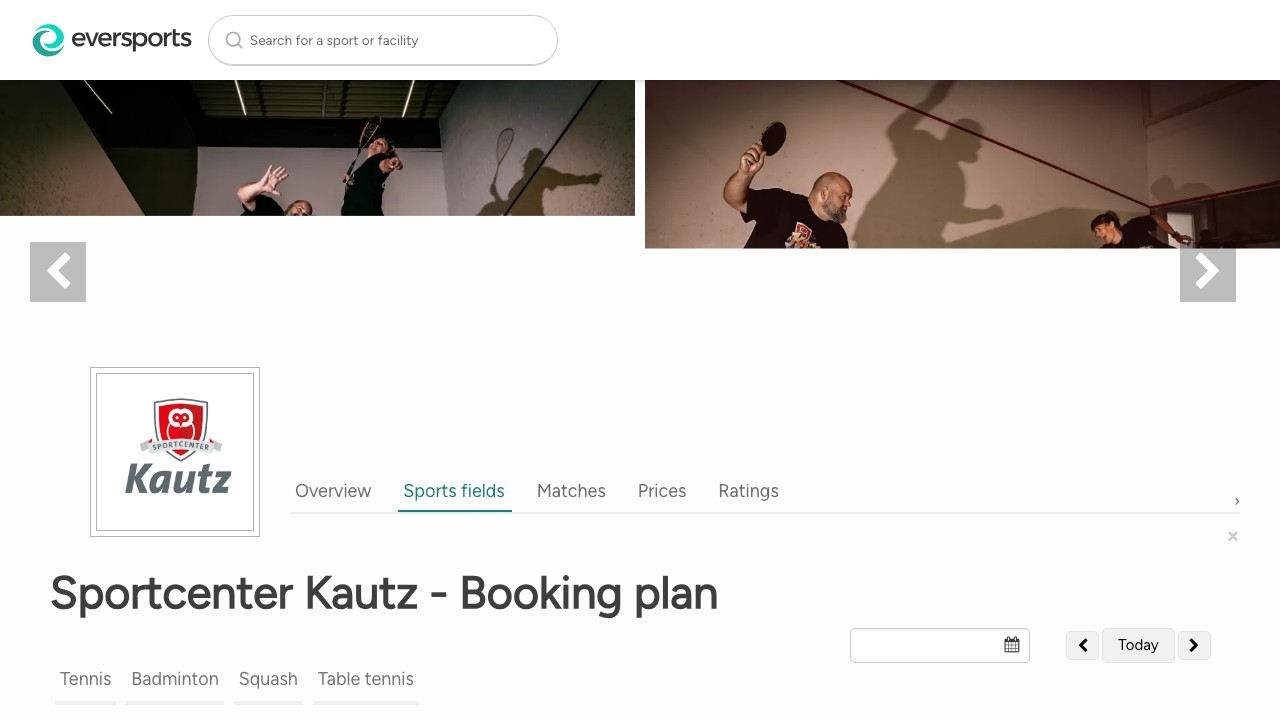 eversports
Search for a sport or facility
SPORTCENTER
Kautz
Overview
Sports fields
Matches
Prices
Ratings
›
×
Sportcenter Kautz - Booking plan
Today
Tennis
Badminton
Squash
Table tennis